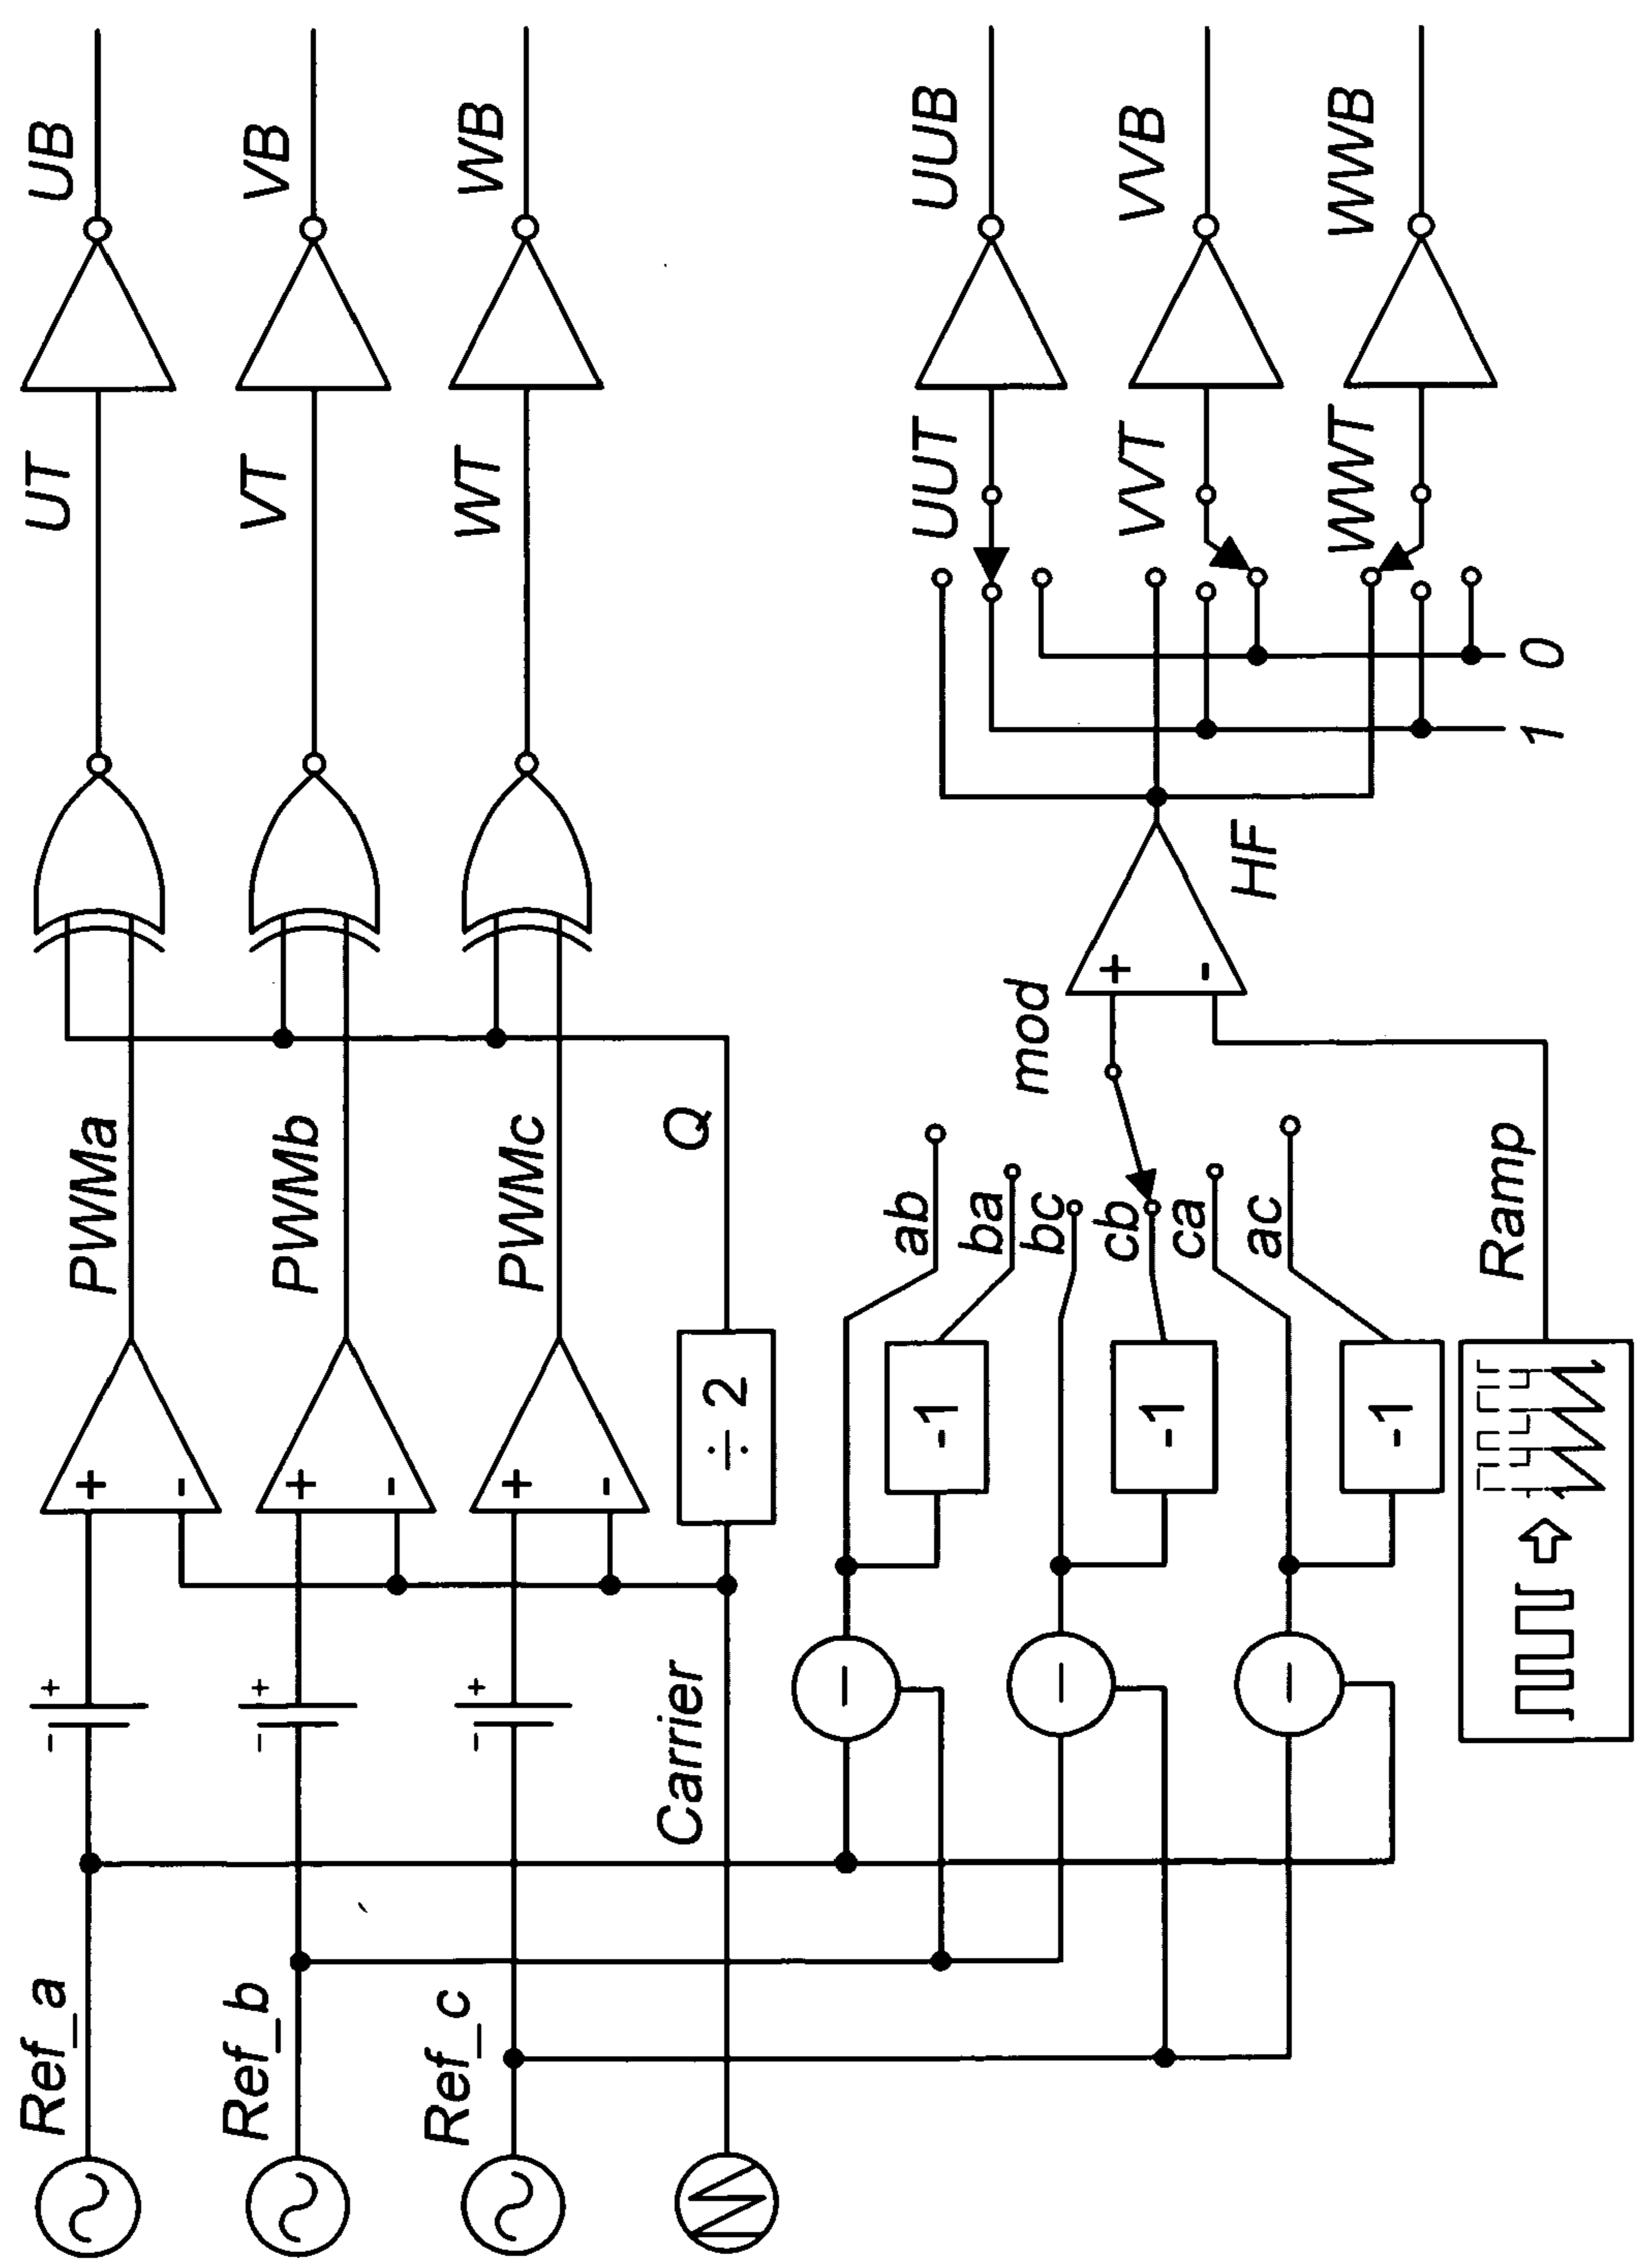 Ref_a
- +
+
-
PWMa
UT
UB
Ref_b
- +
+
-
PWMb
VT
VB
Ref_c
- +
+
-
PWMc
WT
WB
Carrier
÷ 2
Q
-
-1
ab
ba
-
-1
bc
cb
-
-1
ca
ac
mod
+
-
HF
Ramp
UUT
UUB
VVT
VVB
WWT
WWB
1
0